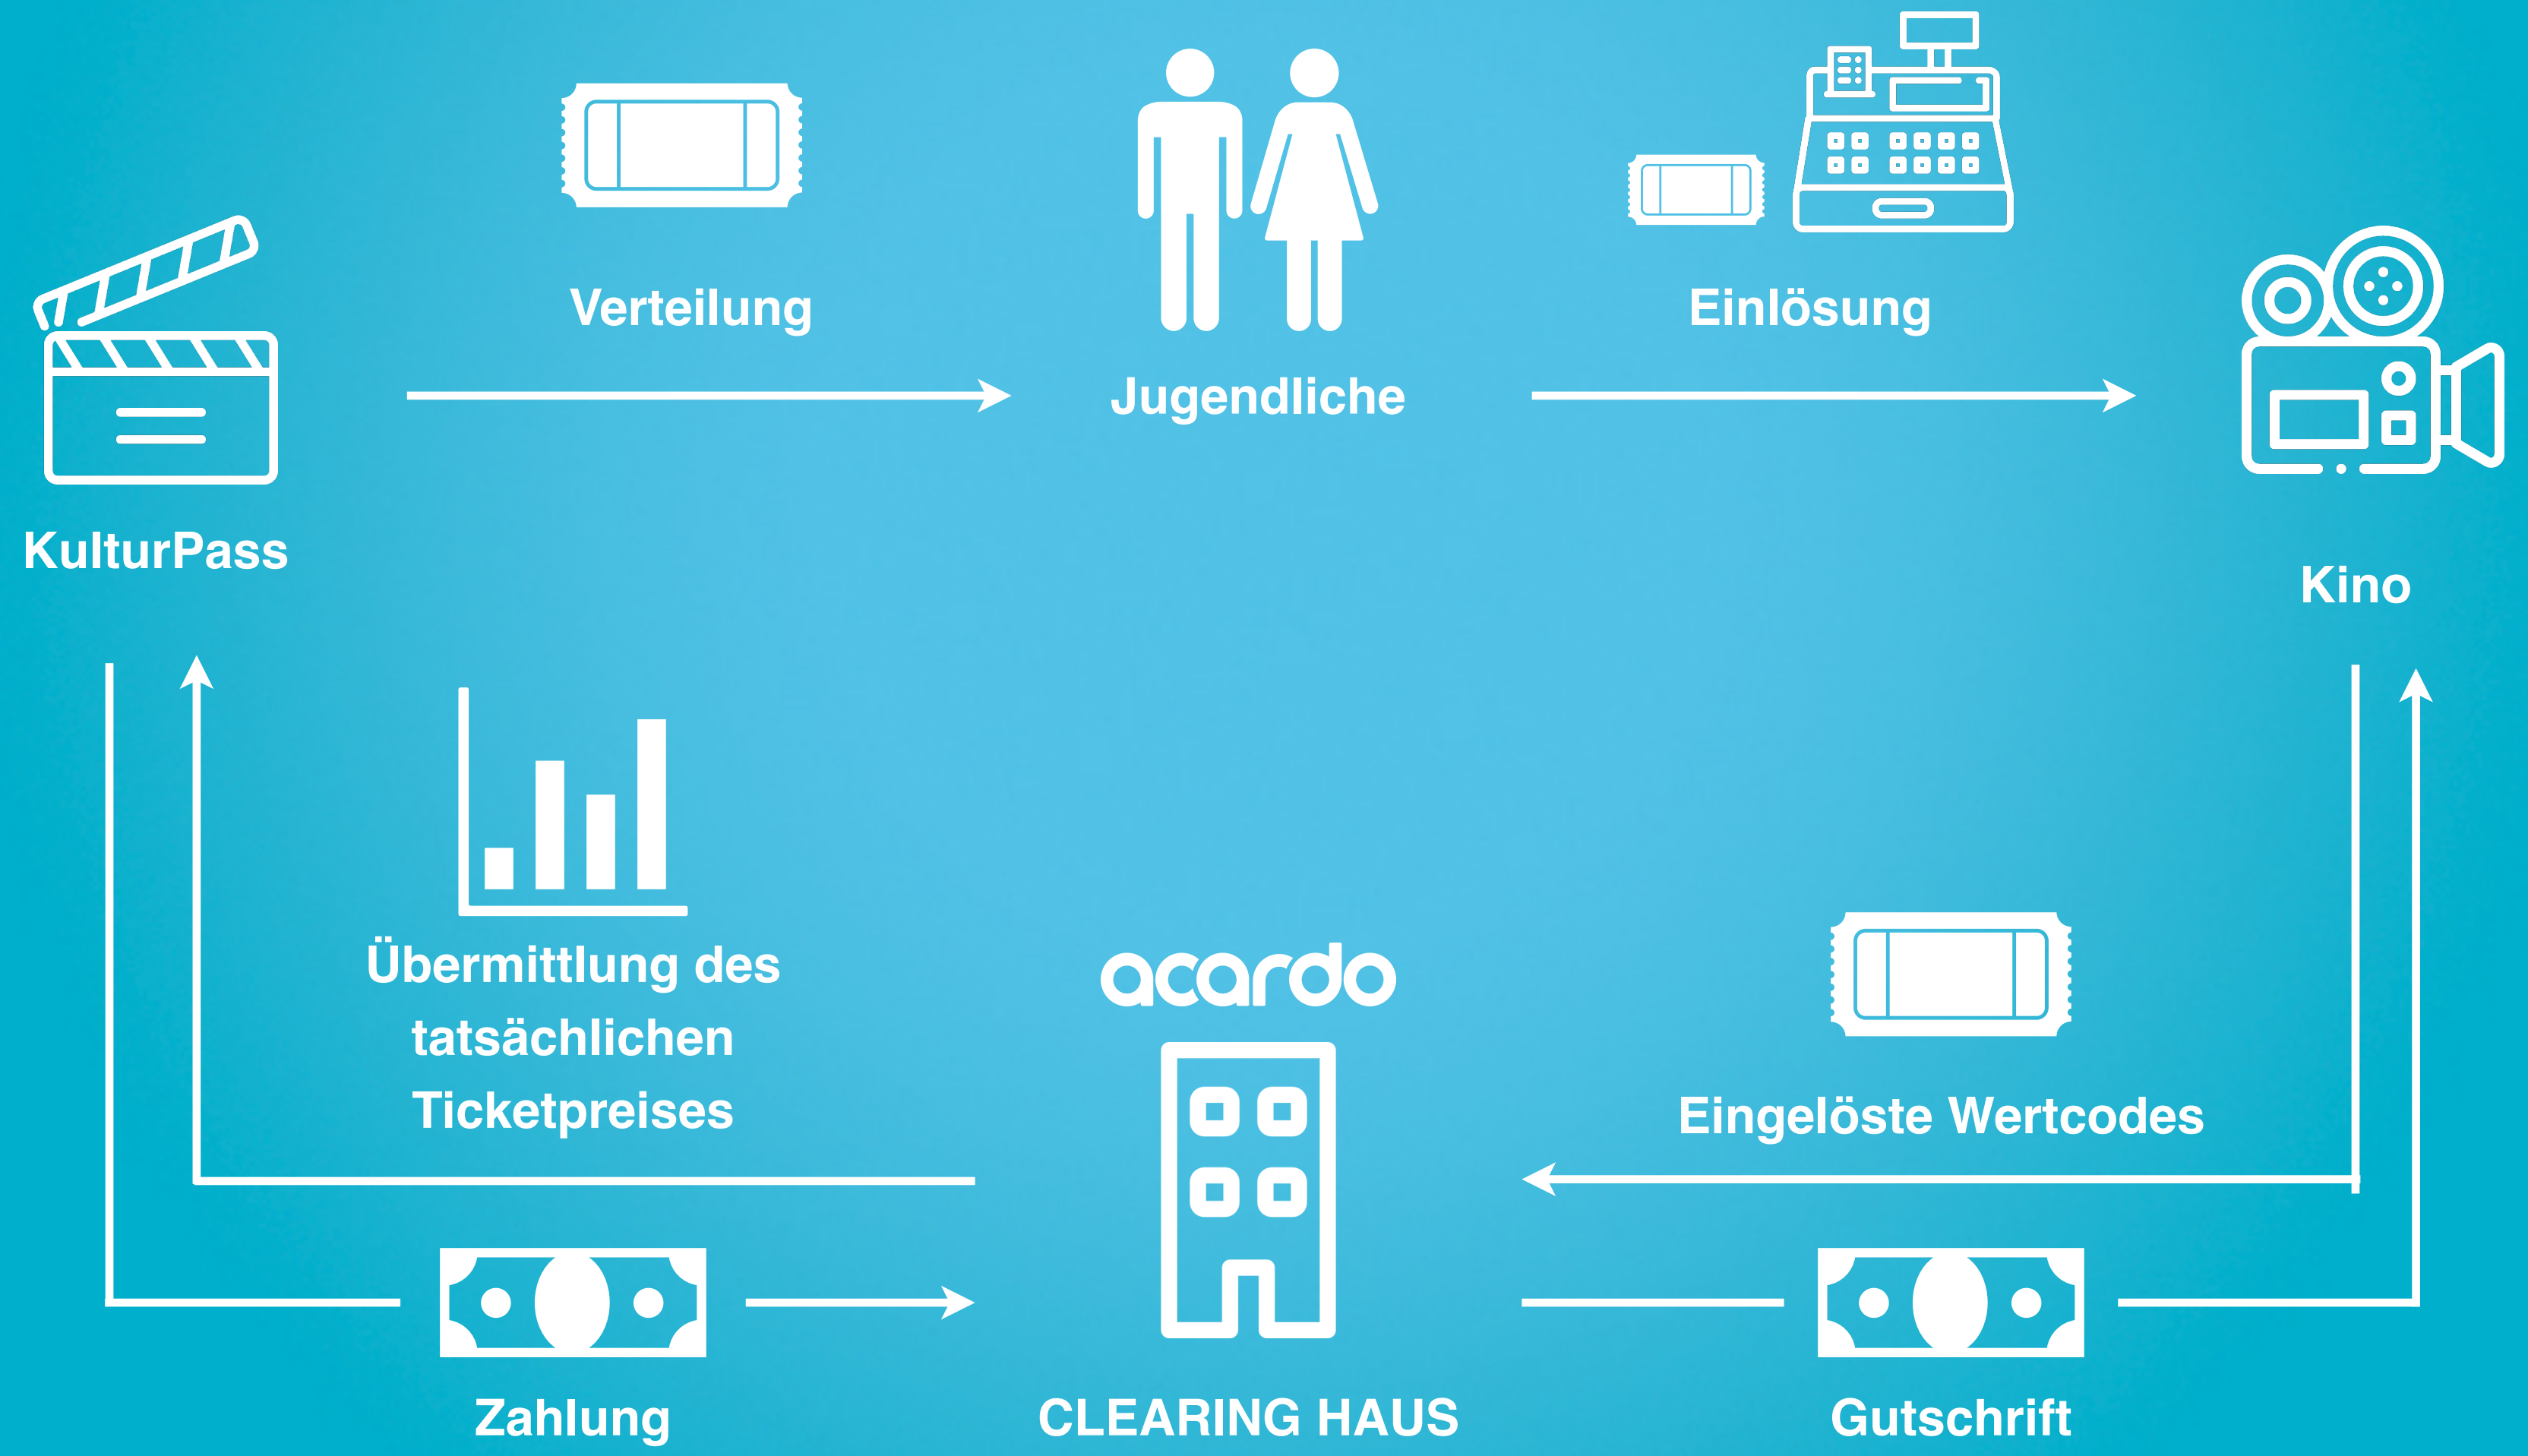 Verteilung
Einlösung
Jugendliche
KulturPass
Kino
Übermittlung des
tatsächlichen
Ticketpreises
acardo
Eingelöste Wertcodes
Zahlung
CLEARING HAUS
Gutschrift